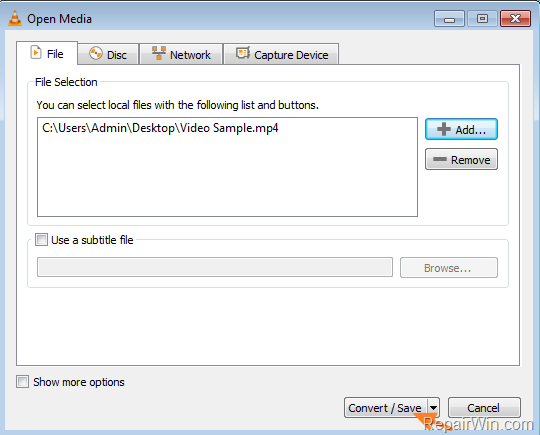 Open Media
File
Disc
Network
Capture Device
File Selection
You can select local files with the following list and buttons.
C:\Users\Admin\Desktop\Video Sample.mp4
Add...
Remove
Use a subtitle file
Browse...
Show more options
Convert / Save
Cancel
RepairWin.com